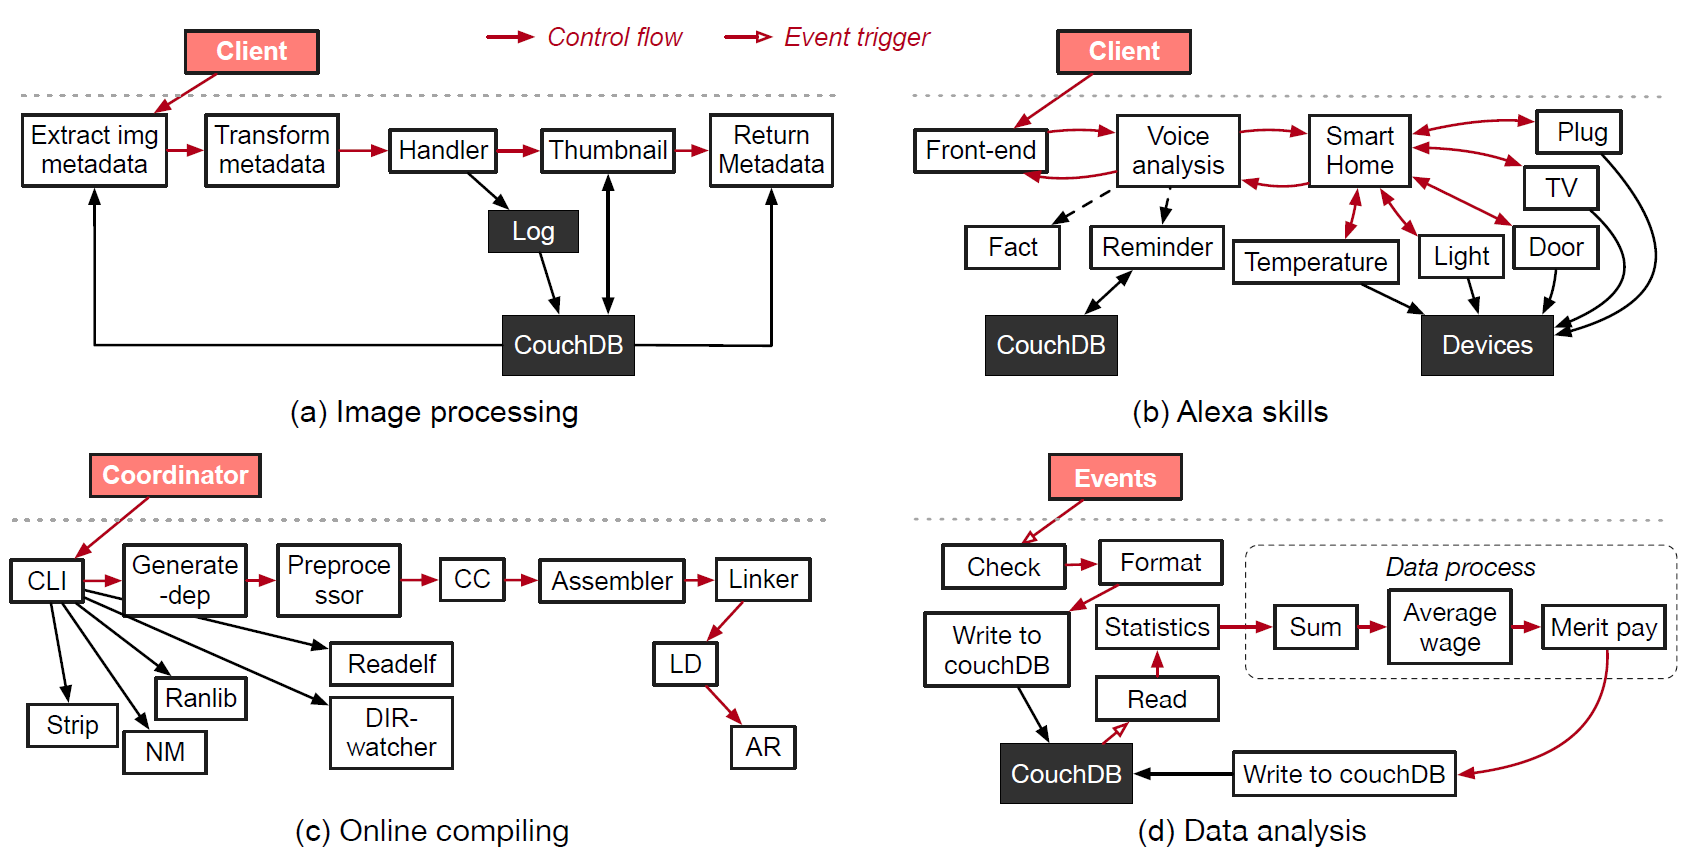 Control flow
Event trigger
Client
Extract img
metadata
Transform
metadata
Handler
Thumbnail
Return
Metadata
Log
CouchDB
(a) Image processing
Client
Front-end
Voice
analysis
Smart
Home
Plug
TV
Door
Light
Temperature
Fact
Reminder
CouchDB
Devices
(b) Alexa skills
Coordinator
CLI
Generate
-dep
Preproce
ssor
CC
Assembler
Linker
LD
AR
Readelf
Ranlib
DIR-
watcher
Strip
NM
(c) Online compiling
Events
Check
Format
Write to
couchDB
Statistics
Read
Data process
Sum
Average
wage
Merit pay
CouchDB
Write to couchDB
(d) Data analysis